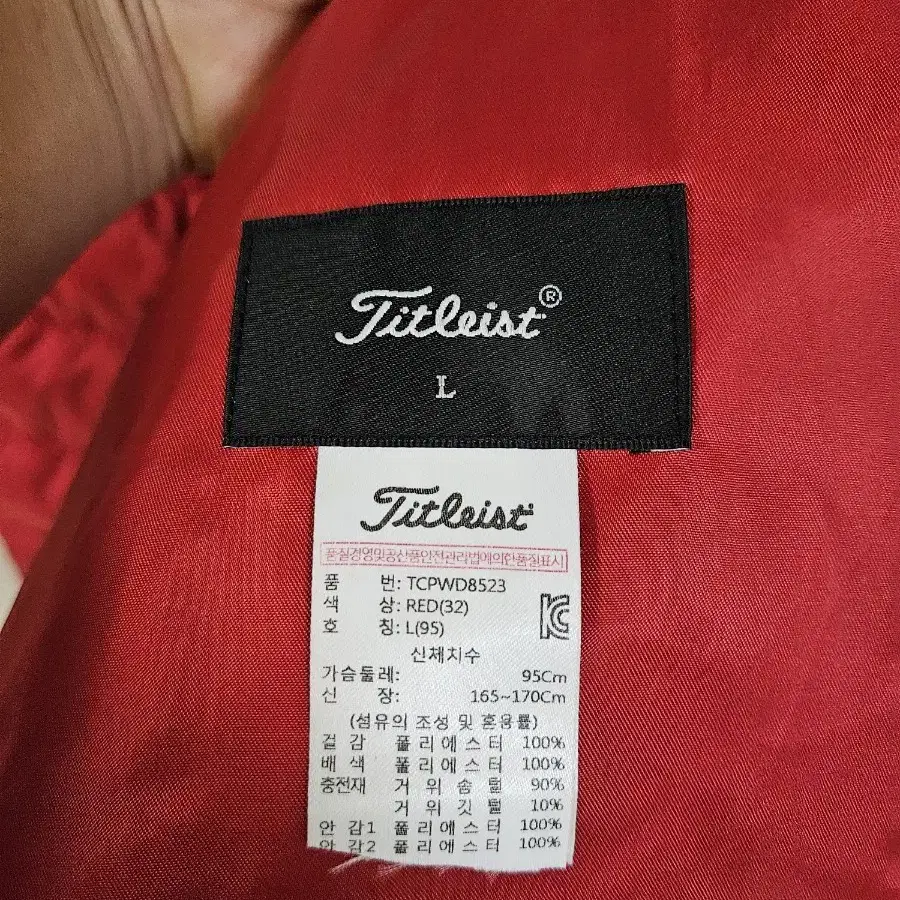 Titleist®
L
Titleist
품질경영및공산품안전관리법에의한품질표시
품 번: TCPWD8523
색 상: RED(32)
호 칭: L(95)
신체치수
가슴둘레: 95Cm
신 장: 165~170Cm
(섬유의 조성 및 혼용률)
겉 감 폴리에스터 100%
배 색 폴리에스터 100%
충전재 거위솜털 90%
거위깃털 10%
안 감1 폴리에스터 100%
안 감2 폴리에스터 100%